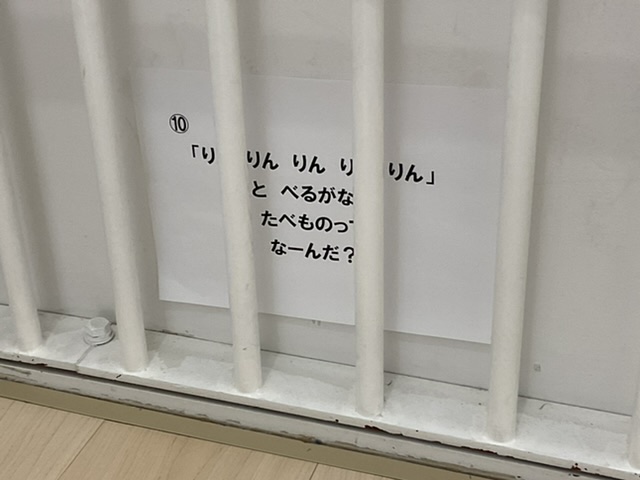 ⑩
「り りん りん り りん」
と べるがな
たべものっ
なーんだ?